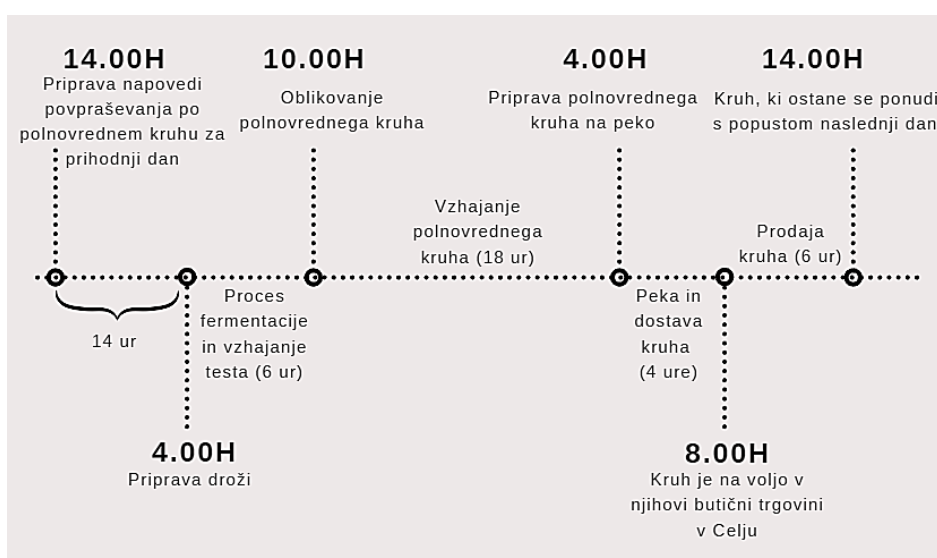 14.00H
Priprava napovedi
povpraševanja po
polnovrednem kruhu za
prihodnji dan
10.00H
Oblikovanje
polnovrednega kruha
4.00H
Priprava polnovrednega
kruha na peko
14.00H
Kruh, ki ostane se ponudi
s popustom naslednji dan
Vzhajanje
polnovrednega
kruha (18 ur)
Prodaja
kruha (6 ur)
14 ur
Proces
fermentacije
in vzhajanje
testa (6 ur)
Peka in
dostava
kruha
(4 ure)
4.00H
Priprava droži
8.00H
Kruh je na voljo v
njihovi butični trgovini
v Celju